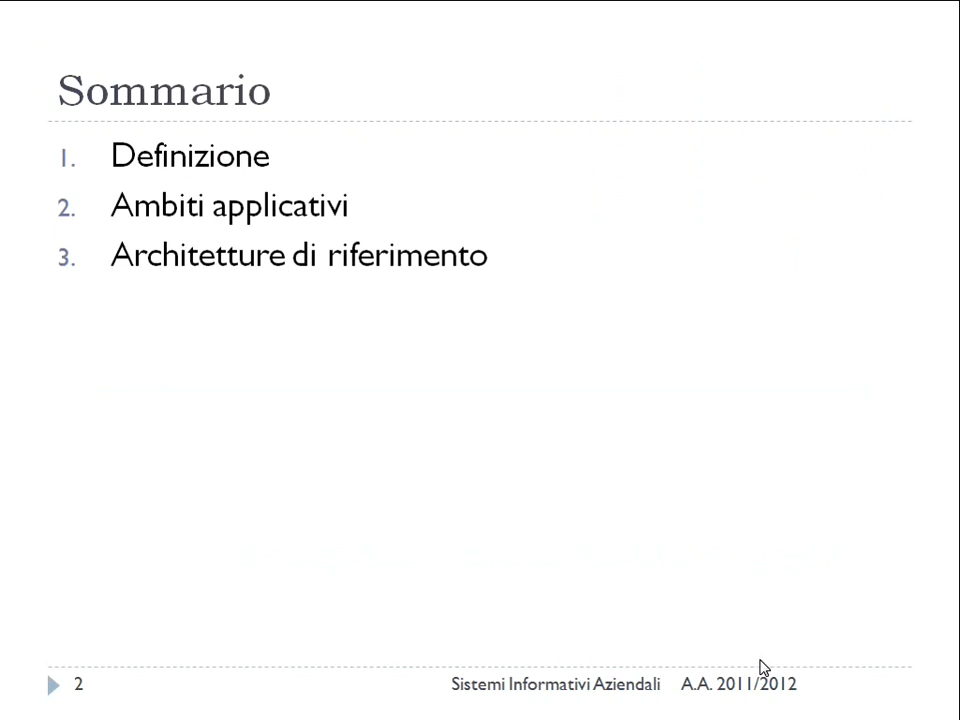 Sommario
1. Definizione
2. Ambiti applicativi
3. Architetture di riferimento
2 Sistemi Informativi Aziendali A.A. 2011/2012